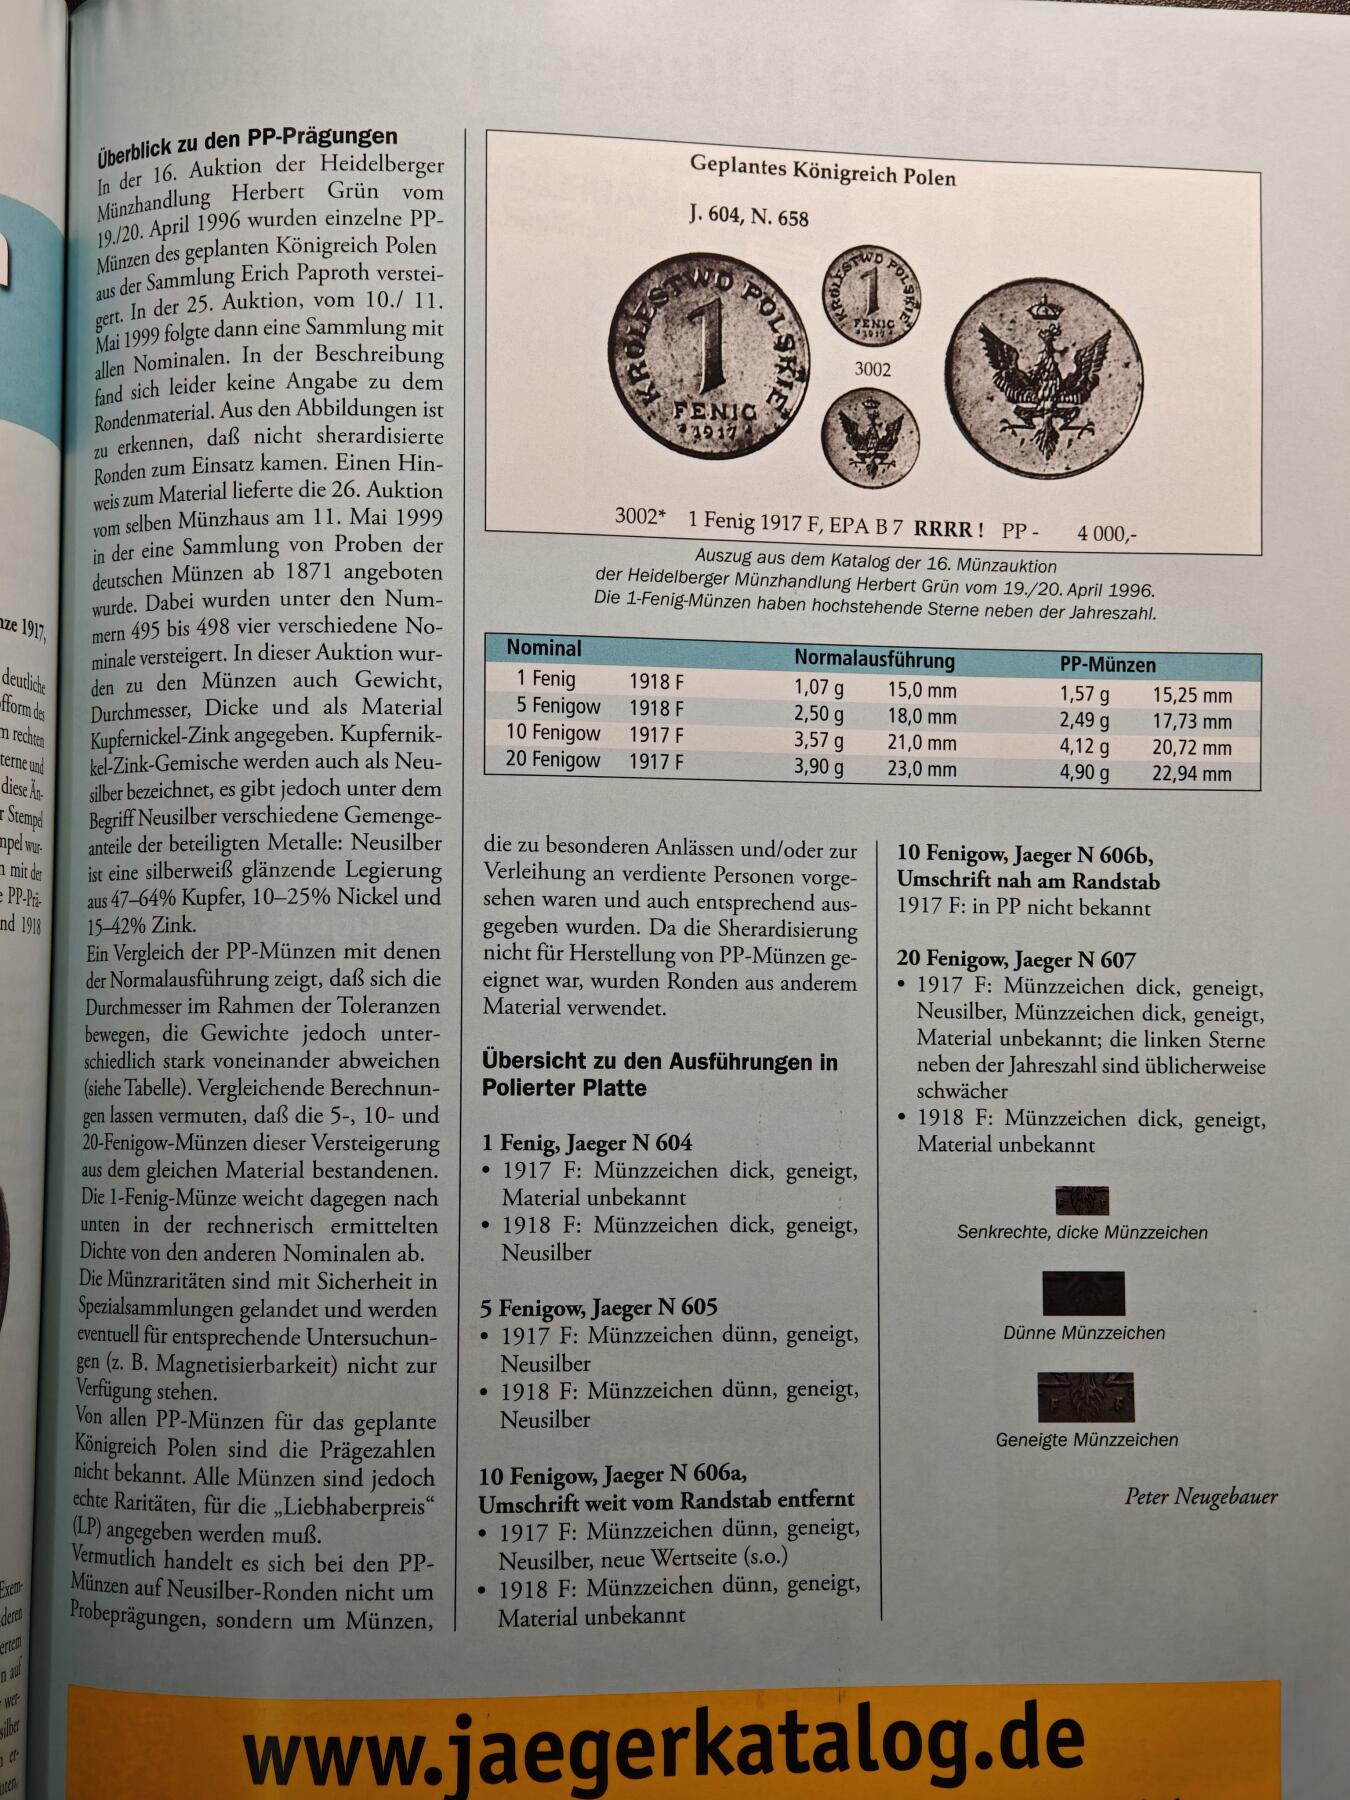 Überblick zu den PP-Prägungen
In der 16. Auktion der Heidelberger
Münzhandlung Herbert Grün vom
19./20. April 1996 wurden einzelne PP-
Münzen des geplanten Königreich Polen
aus der Sammlung Erich Paproth verstei-
gert. In der 25. Auktion, vom 10./ 11.
Mai 1999 folgte dann eine Sammlung mit
allen Nominalen. In der Beschreibung
fand sich leider keine Angabe zu dem
Rondenmaterial. Aus den Abbildungen ist
zu erkennen, daß nicht sherardisierte
Ronden zum Einsatz kamen. Einen Hin-
weis zum Material lieferte die 26. Auktion
vom selben Münzhaus am 11. Mai 1999
in der eine Sammlung von Proben der
deutschen Münzen ab 1871 angeboten
wurde. Dabei wurden unter den Num-
mern 495 bis 498 vier verschiedene No-
minale versteigert. In dieser Auktion wur-
den zu den Münzen auch Gewicht,
Durchmesser, Dicke und als Material
Kupfernickel-Zink angegeben. Kupfernik-
kel-Zink-Gemische werden auch als Neu-
silber bezeichnet, es gibt jedoch unter dem
Begriff Neusilber verschiedene Gemenge-
anteile der beteiligten Metalle: Neusilber
ist eine silberweiß glänzende Legierung
aus 47–64% Kupfer, 10–25% Nickel und
15–42% Zink.
Ein Vergleich der PP-Münzen mit denen
der Normalausführung zeigt, daß sich die
Durchmesser im Rahmen der Toleranzen
bewegen, die Gewichte jedoch unter-
schiedlich stark voneinander abweichen
(siehe Tabelle). Vergleichende Berechnun-
gen lassen vermuten, daß die 5-, 10- und
20-Fenigow-Münzen dieser Versteigerung
aus dem gleichen Material bestandenen.
Die 1-Fenig-Münze weicht dagegen nach
unten in der rechnerisch ermittelten
Dichte von den anderen Nominalen ab.
Die Münzraritäten sind mit Sicherheit in
Spezialsammlungen gelandet und werden
eventuell für entsprechende Untersuchun-
gen (z. B. Magnetisierbarkeit) nicht zur
Verfügung stehen.
Von allen PP-Münzen für das geplante
Königreich Polen sind die Prägezahlen
nicht bekannt. Alle Münzen sind jedoch
echte Raritäten, für die „Liebhaberpreis“
(LP) angegeben werden muß.
Vermutlich handelt es sich bei den PP-
Münzen auf Neusilber-Ronden nicht um
Probeprägungen, sondern um Münzen,
Geplantes Königreich Polen
J. 604, N. 658
KRÓLESTWO POLSKIE
1
FENIG
*1917*
KRÓLESTWO POLSKIE
1
FENIG
*1917*
3002
3002* 1 Fenig 1917 F, EPA B 7 RRRR ! PP - 4 000,-
Auszug aus dem Katalog der 16. Münzauktion
der Heidelberger Münzhandlung Herbert Grün vom 19./20. April 1996.
Die 1-Fenig-Münzen haben hochstehende Sterne neben der Jahreszahl.
Nominal Normalausführung PP-Münzen
1 Fenig 1918 F 1,07 g 15,0 mm 1,57 g 15,25 mm
5 Fenigow 1918 F 2,50 g 18,0 mm 2,49 g 17,73 mm
10 Fenigow 1917 F 3,57 g 21,0 mm 4,12 g 20,72 mm
20 Fenigow 1917 F 3,90 g 23,0 mm 4,90 g 22,94 mm
die zu besonderen Anlässen und/oder zur
Verleihung an verdiente Personen vorge-
sehen waren und auch entsprechend aus-
gegeben wurden. Da die Sherardisierung
nicht für Herstellung von PP-Münzen ge-
eignet war, wurden Ronden aus anderem
Material verwendet.
Übersicht zu den Ausführungen in
Polierter Platte
1 Fenig, Jaeger N 604
• 1917 F: Münzzeichen dick, geneigt,
Material unbekannt
• 1918 F: Münzzeichen dick, geneigt,
Neusilber
5 Fenigow, Jaeger N 605
• 1917 F: Münzzeichen dünn, geneigt,
Neusilber
• 1918 F: Münzzeichen dünn, geneigt,
Neusilber
10 Fenigow, Jaeger N 606a,
Umschrift weit vom Randstab entfernt
• 1917 F: Münzzeichen dünn, geneigt,
Neusilber, neue Wertseite (s.o.)
• 1918 F: Münzzeichen dünn, geneigt,
Material unbekannt
10 Fenigow, Jaeger N 606b,
Umschrift nah am Randstab
1917 F: in PP nicht bekannt
20 Fenigow, Jaeger N 607
• 1917 F: Münzzeichen dick, geneigt,
Neusilber, Münzzeichen dick, geneigt,
Material unbekannt; die linken Sterne
neben der Jahreszahl sind üblicherweise
schwächer
• 1918 F: Münzzeichen dick, geneigt,
Material unbekannt
Senkrechte, dicke Münzzeichen
Dünne Münzzeichen
F F
Geneigte Münzzeichen
Peter Neugebauer
www.jaegerkatalog.de